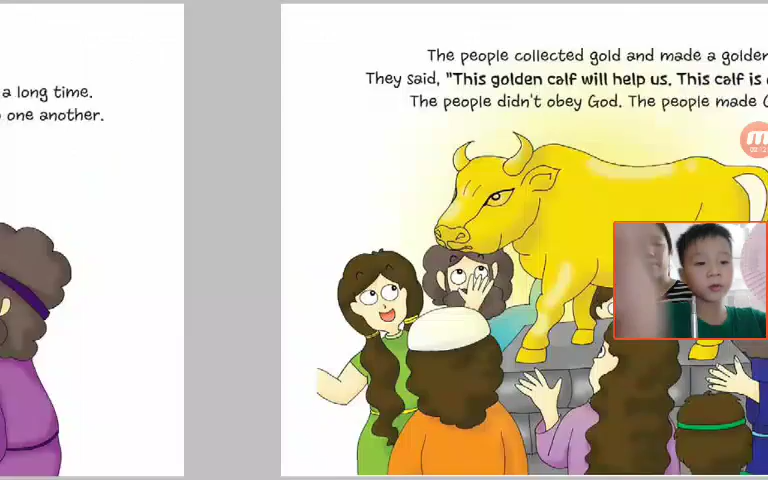 a long time.
one another.
The people collected gold and made a golden
They said, "This golden calf will help us. This calf is
The people didn't obey God. The people made